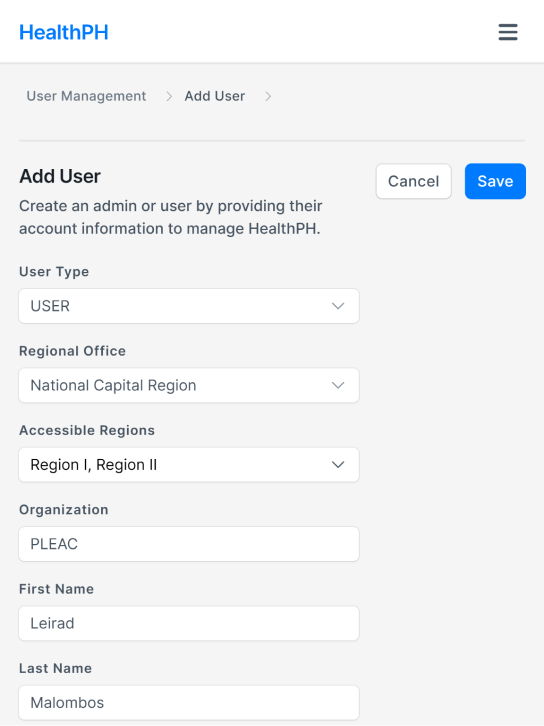 HealthPH
User Management > Add User >
Add User
Cancel
Save
Create an admin or user by providing their
account information to manage HealthPH.
User Type
USER
Regional Office
National Capital Region
Accessible Regions
Region I, Region II
Organization
PLEAC
First Name
Leirad
Last Name
Malombos